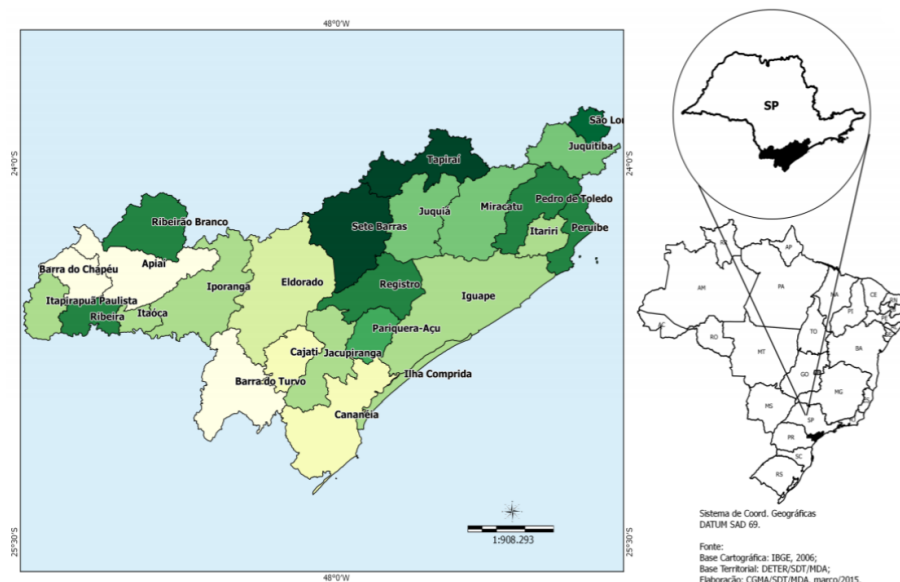 48°0'W
24°0'S
24°0'S
São Lou
Juquitiba
Tapiraí
Pedro de Toledo
Ribeirão Branco
Sete Barras
Juquiá
Miracatu
Itariri
Peruíbe
Barra do Chapéu
Apiaí
Iporanga
Eldorado
Registro
Iguape
Itapirapuã Paulista
Ribeira
Itaóca
Pariquera-Açu
Cajati
Jacupiranga
Barra do Turvo
Ilha Comprida
Cananéia
1:908.293
25°30'S
25°30'S
48°0'W
SP
RR
AP
AM
PA
MA
CE
RN
PI
AC
RO
TO
BA
MT
GO
MG
MS
SP
PR
SC
RS
Sistema de Coord. Geográficas
DATUM SAD 69.
Fonte:
Base Cartográfica: IBGE, 2006;
Base Territorial: DETER/SDT/MDA;
Elaboração: CGMA/SDT/MDA, março/2015.